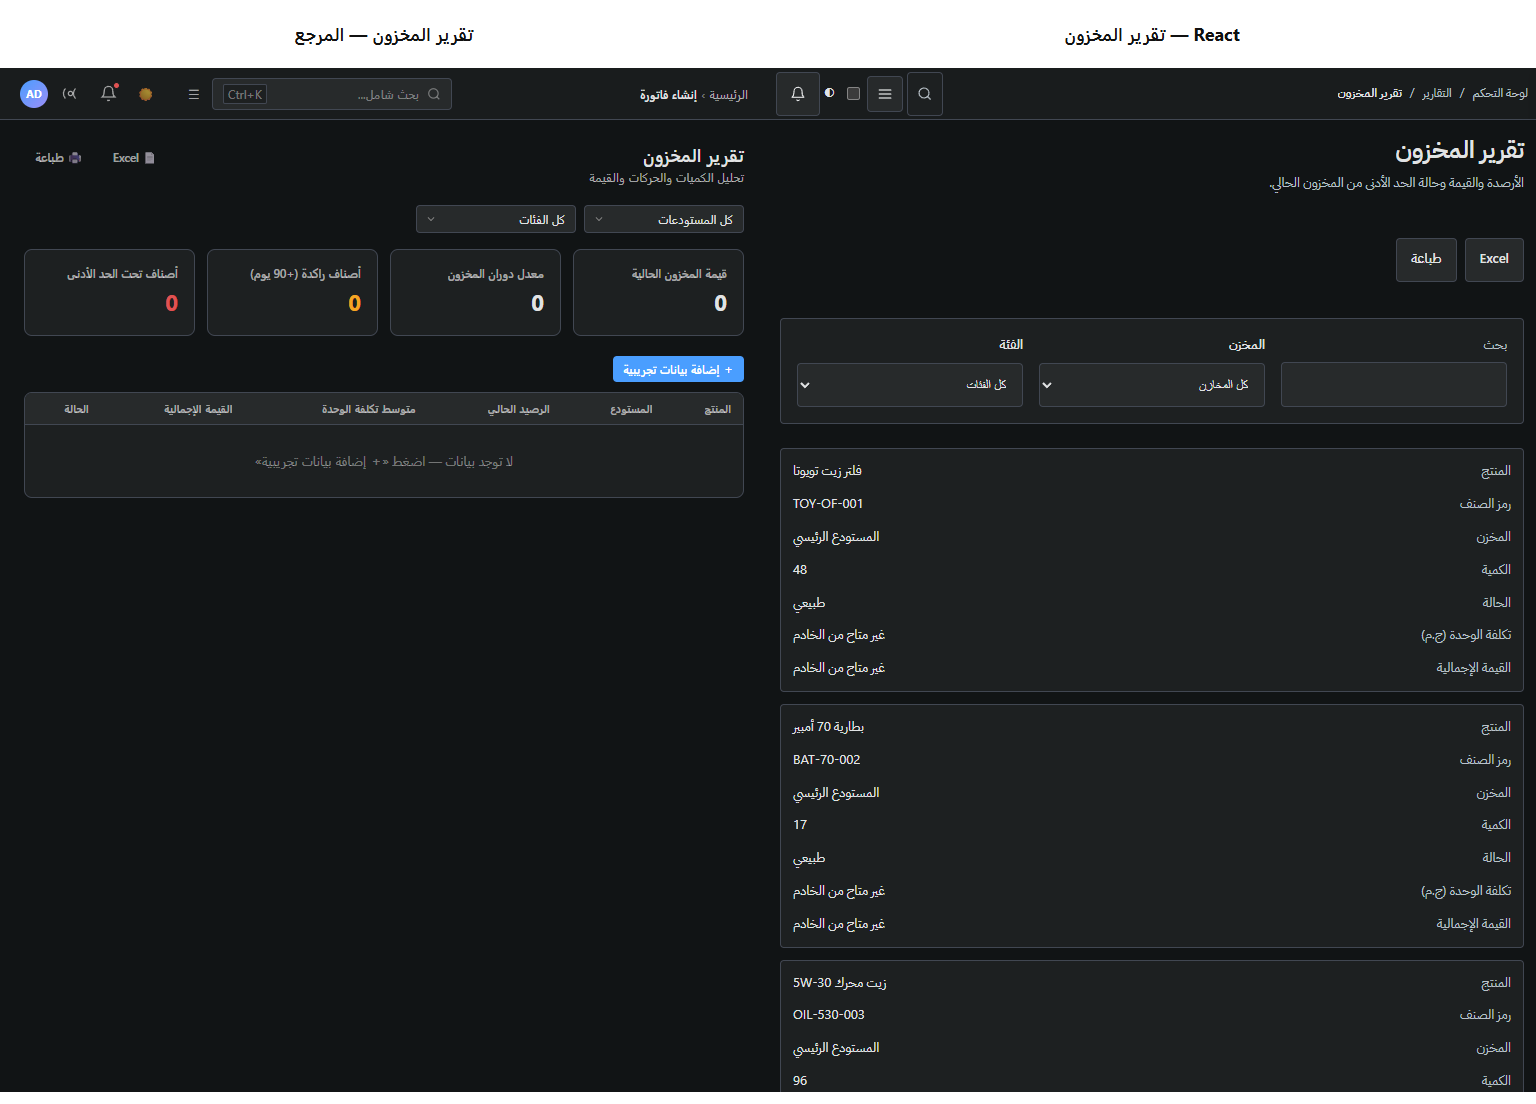 React — تقرير المخزون
لوحة التحكم / التقارير / تقرير المخزون
تقرير المخزون
الأرصدة والقيمة وحالة الحد الأدنى من المخزون الحالي.
Excel
طباعة
بحث
المخزن
الفئة
كل المخازن
كل الفئات
المنتج فلتر زيت تويوتا
رمز الصنف TOY-OF-001
المخزن المستودع الرئيسي
الكمية 48
الحالة طبيعي
تكلفة الوحدة (ج.م) غير متاح من الخادم
القيمة الإجمالية غير متاح من الخادم
المنتج بطارية 70 أمبير
رمز الصنف BAT-70-002
المخزن المستودع الرئيسي
الكمية 17
الحالة طبيعي
تكلفة الوحدة (ج.م) غير متاح من الخادم
القيمة الإجمالية غير متاح من الخادم
المنتج زيت محرك 5W-30
رمز الصنف OIL-530-003
المخزن المستودع الرئيسي
الكمية 96
تقرير المخزون — المرجع
الرئيسية › إنشاء فاتورة
بحث شامل... Ctrl+K
AD
تقرير المخزون
تحليل الكميات والحركات والقيمة
Excel
طباعة
كل المستودعات
كل الفئات
قيمة المخزون الحالية
0
معدل دوران المخزون
0
أصناف راكدة (+90 يوم)
0
أصناف تحت الحد الأدنى
0
+ إضافة بيانات تجريبية
المنتج المستودع الرصيد الحالي متوسط تكلفة الوحدة القيمة الإجمالية الحالة
لا توجد بيانات — اضغط «+ إضافة بيانات تجريبية»